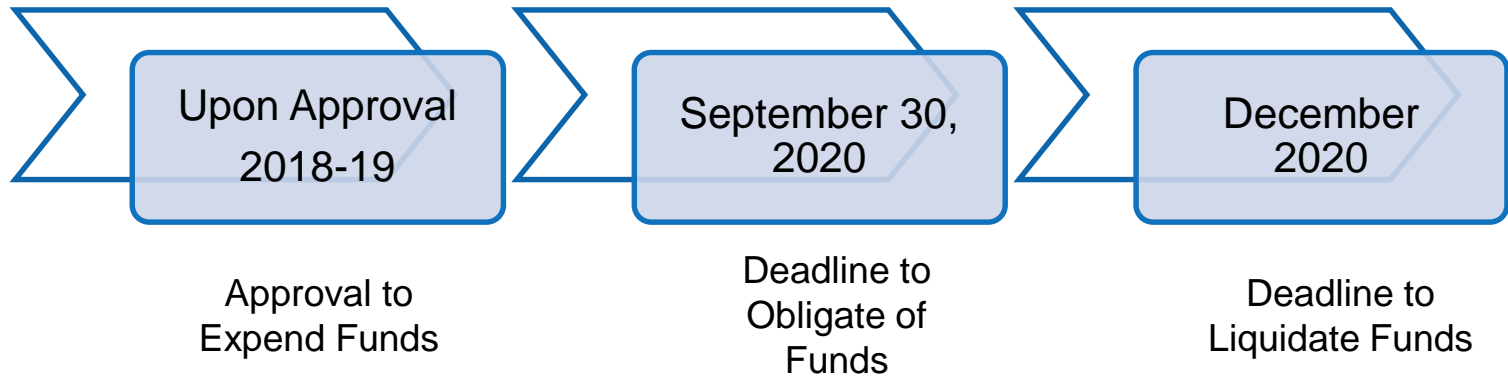 Upon Approval
2018-19
Approval to
Expend Funds
September 30,
2020
Deadline to
Obligate of
Funds
December
2020
Deadline to
Liquidate Funds